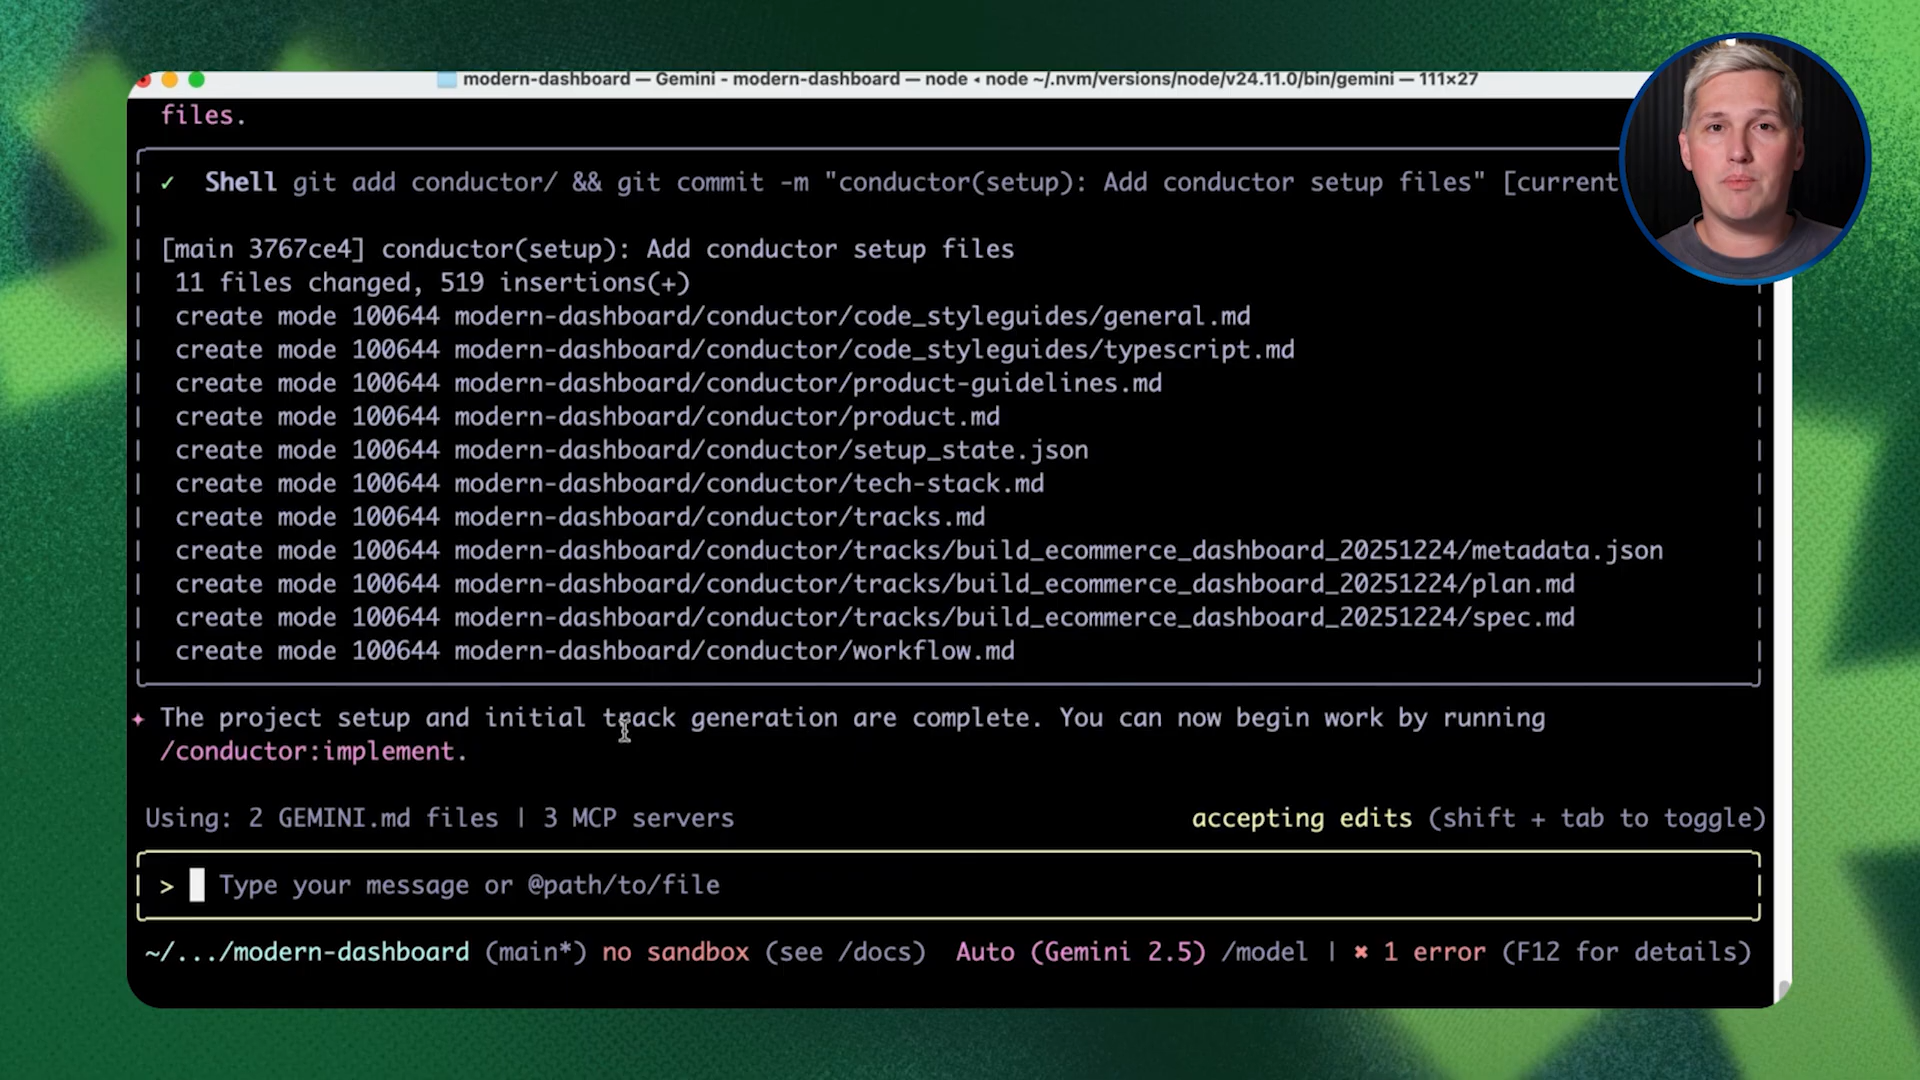 modern-dashboard — Gemini - modern-dashboard — node ◂ node ~/.nvm/versions/node/v24.11.0/bin/gemini — 111×27
files.
✓ Shell git add conductor/ && git commit -m "conductor(setup): Add conductor setup files" [current
[main 3767ce4] conductor(setup): Add conductor setup files
11 files changed, 519 insertions(+)
create mode 100644 modern-dashboard/conductor/code_styleguides/general.md
create mode 100644 modern-dashboard/conductor/code_styleguides/typescript.md
create mode 100644 modern-dashboard/conductor/product-guidelines.md
create mode 100644 modern-dashboard/conductor/product.md
create mode 100644 modern-dashboard/conductor/setup_state.json
create mode 100644 modern-dashboard/conductor/tech-stack.md
create mode 100644 modern-dashboard/conductor/tracks.md
create mode 100644 modern-dashboard/conductor/tracks/build_ecommerce_dashboard_20251224/metadata.json
create mode 100644 modern-dashboard/conductor/tracks/build_ecommerce_dashboard_20251224/plan.md
create mode 100644 modern-dashboard/conductor/tracks/build_ecommerce_dashboard_20251224/spec.md
create mode 100644 modern-dashboard/conductor/workflow.md
✦ The project setup and initial track generation are complete. You can now begin work by running
/conductor:implement.
Using: 2 GEMINI.md files | 3 MCP servers accepting edits (shift + tab to toggle)
> Type your message or @path/to/file
~/.../modern-dashboard (main*) no sandbox (see /docs) Auto (Gemini 2.5) /model | ✖ 1 error (F12 for details)